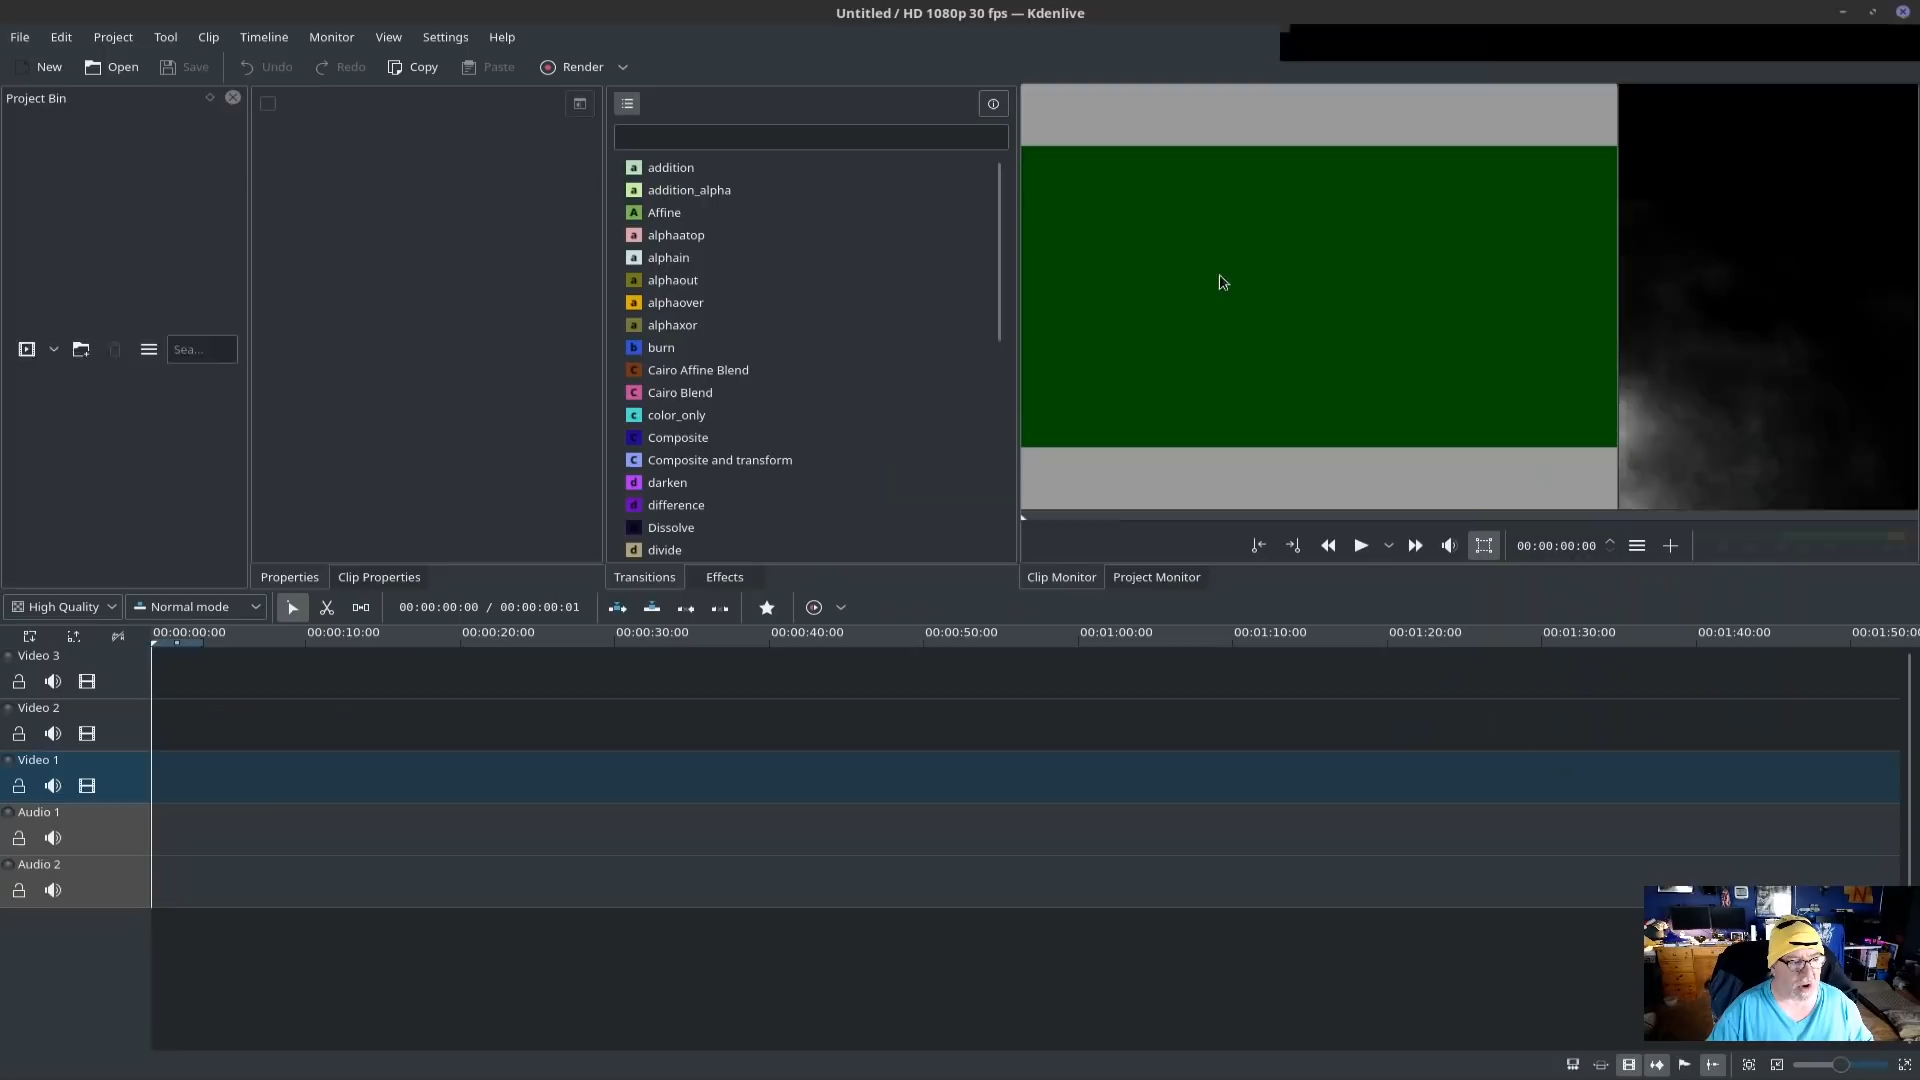 Untitled / HD 1080p 30 fps — Kdenlive
File Edit Project Tool Clip Timeline Monitor View Settings Help
New Open Save Undo Redo Copy Paste Render
Project Bin
Sea...
a addition
a addition_alpha
A Affine
a alphaatop
a alphain
a alphaout
a alphaover
a alphaxor
b burn
C Cairo Affine Blend
C Cairo Blend
c color_only
C Composite
C Composite and transform
d darken
d difference
Dissolve
d divide
00:00:00:00
Properties Clip Properties Transitions Effects Clip Monitor Project Monitor
High Quality Normal mode 00:00:00:00 / 00:00:00:01
00:00:00:00 00:00:10:00 00:00:20:00 00:00:30:00 00:00:40:00 00:00:50:00 00:01:00:00 00:01:10:00 00:01:20:00 00:01:30:00 00:01:40:00 00:01:50:0
Video 3
Video 2
Video 1
Audio 1
Audio 2